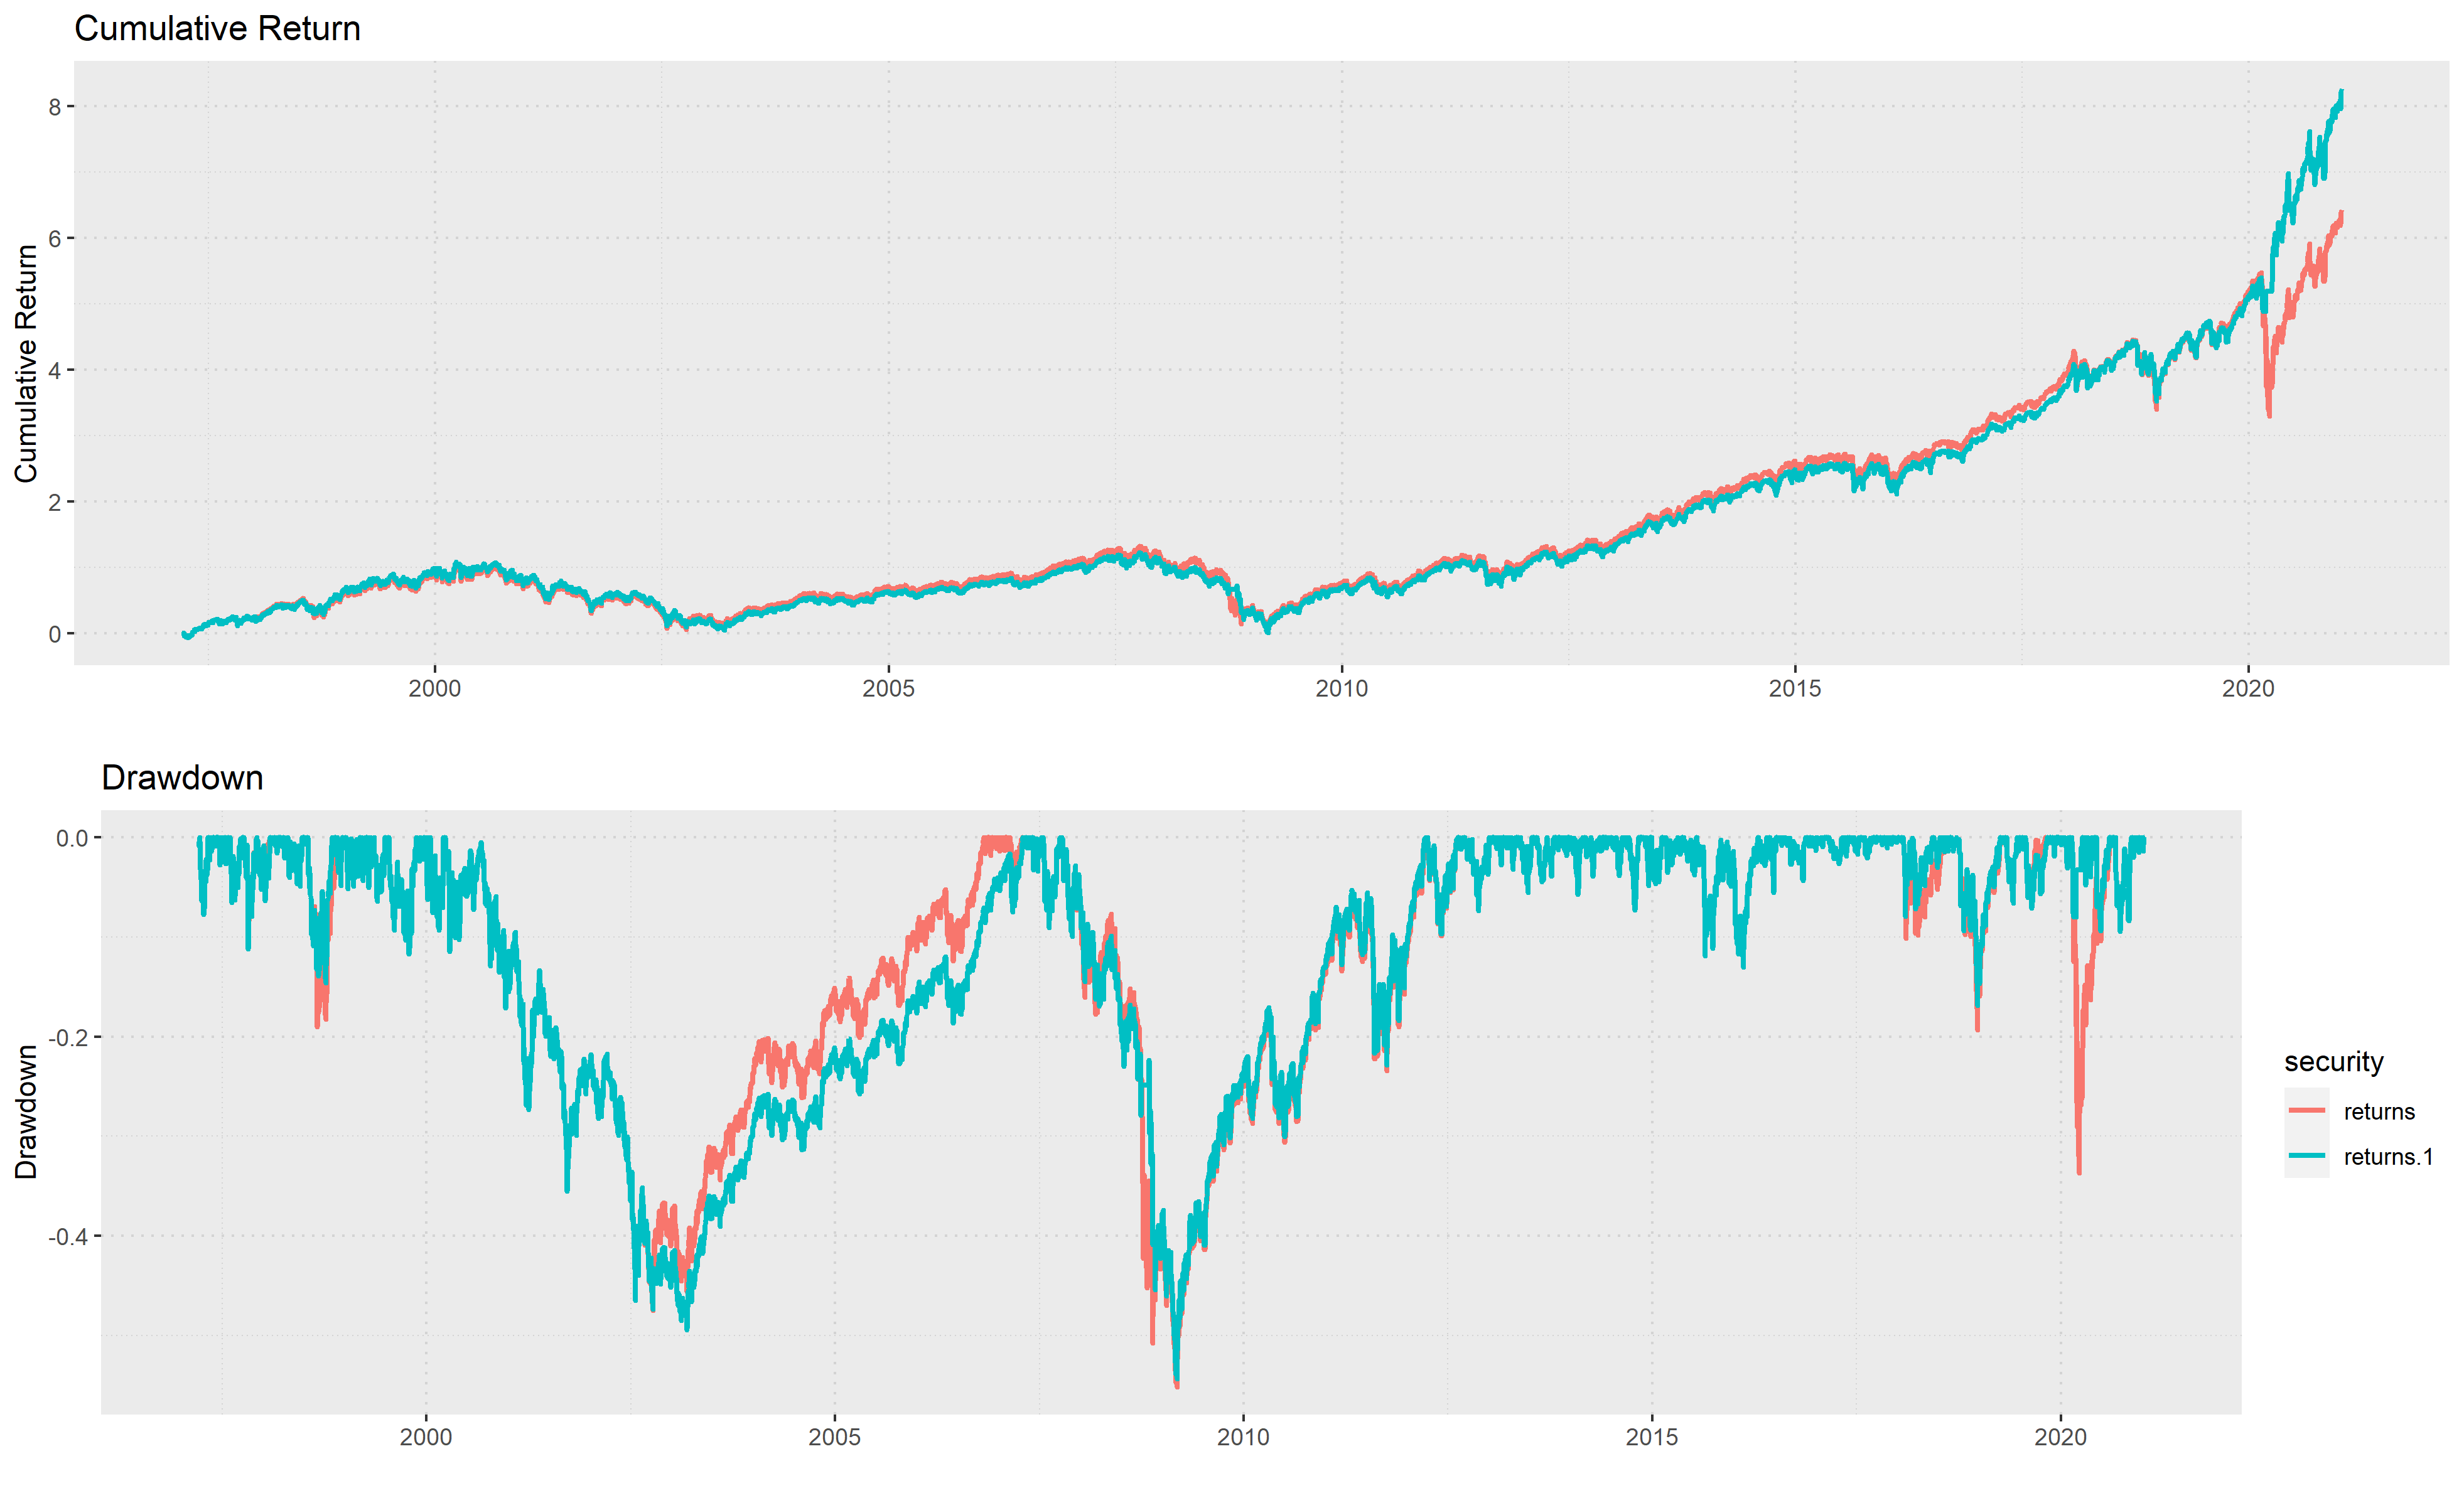 Cumulative Return
Cumulative Return
8
6
4
2
0
2000 2005 2010 2015 2020
Drawdown
Drawdown
0.0
-0.2
-0.4
2000 2005 2010 2015 2020
security
returns
returns.1